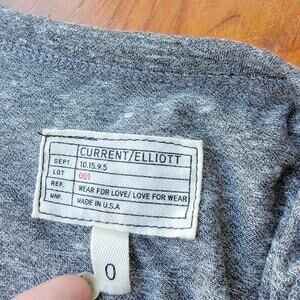 CURRENT/ELLIOTT
DEPT. 10.15.9.5
LOT 001
REF. WEAR FOR LOVE/ LOVE FOR WEAR
MNF. MADE IN U.S.A
0